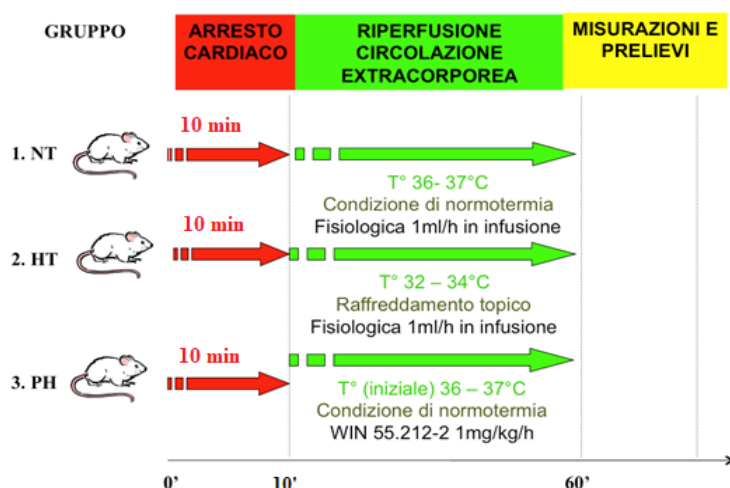 GRUPPO
ARRESTO
CARDIACO
RIPERFUSIONE
CIRCOLAZIONE
EXTRACORPOREA
MISURAZIONI E
PRELIEVI
1. NT
10 min
T° 36- 37°C
Condizione di normotermia
Fisiologica 1ml/h in infusione
2. HT
10 min
T° 32 – 34°C
Raffreddamento topico
Fisiologica 1ml/h in infusione
3. PH
10 min
T° (iniziale) 36 – 37°C
Condizione di normotermia
WIN 55.212-2 1mg/kg/h
0’ 10’ 60’